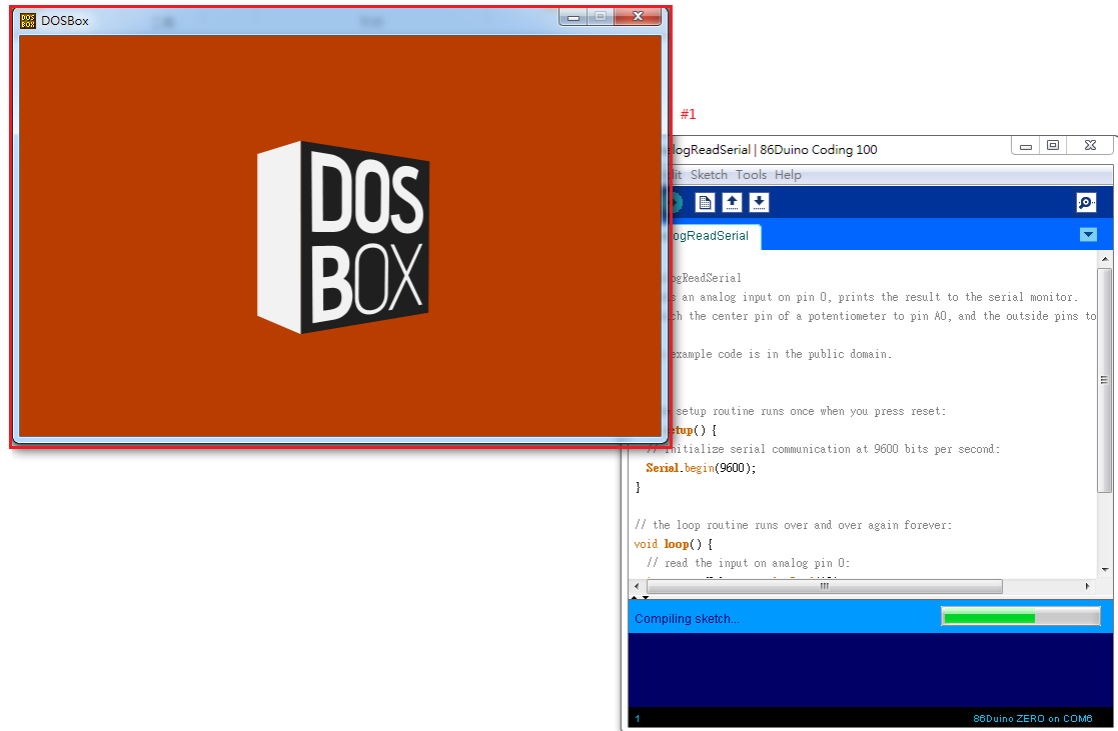 DOSBox
DOS
BOX
#1
logReadSerial | 86Duino Coding 100
dit Sketch Tools Help
ogReadSerial
ogReadSerial
s an analog input on pin 0, prints the result to the serial monitor.
ch the center pin of a potentiometer to pin A0, and the outside pins to
example code is in the public domain.
setup routine runs once when you press reset:
etup() {
// initialize serial communication at 9600 bits per second:
Serial.begin(9600);
}
// the loop routine runs over and over again forever:
void loop() {
// read the input on analog pin 0:
Compiling sketch...
1
86Duino ZERO on COM6